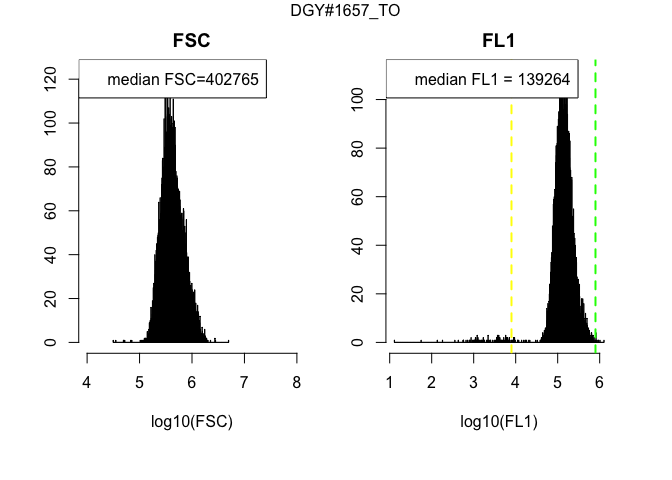 DGY#1657_TO
FSC
FL1
median FSC=402765
median FL1 = 139264
0 20 40 60 80 100 120
0 20 40 60 80 100
4 5 6 7 8
1 2 3 4 5 6
log10(FSC)
log10(FL1)